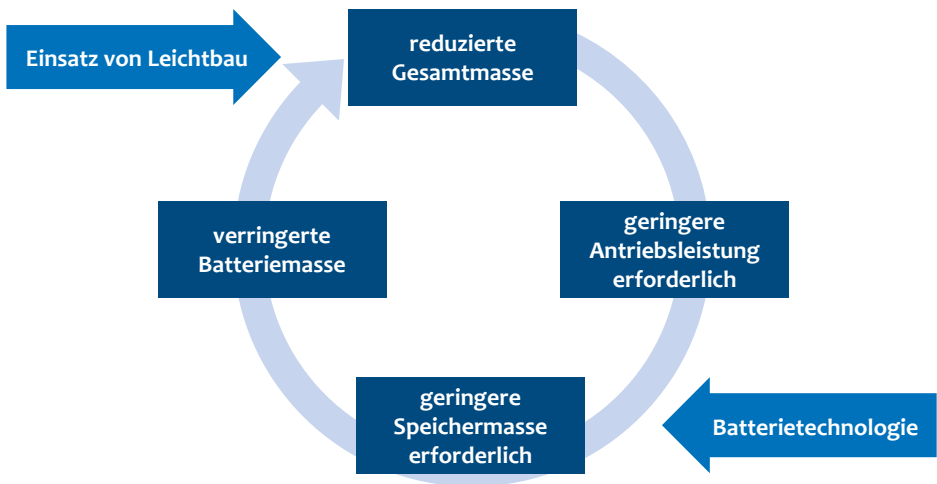 Einsatz von Leichtbau
reduzierte
Gesamtmasse
geringere
Antriebsleistung
erforderlich
Batterietechnologie
geringere
Speichermasse
erforderlich
verringerte
Batteriemasse